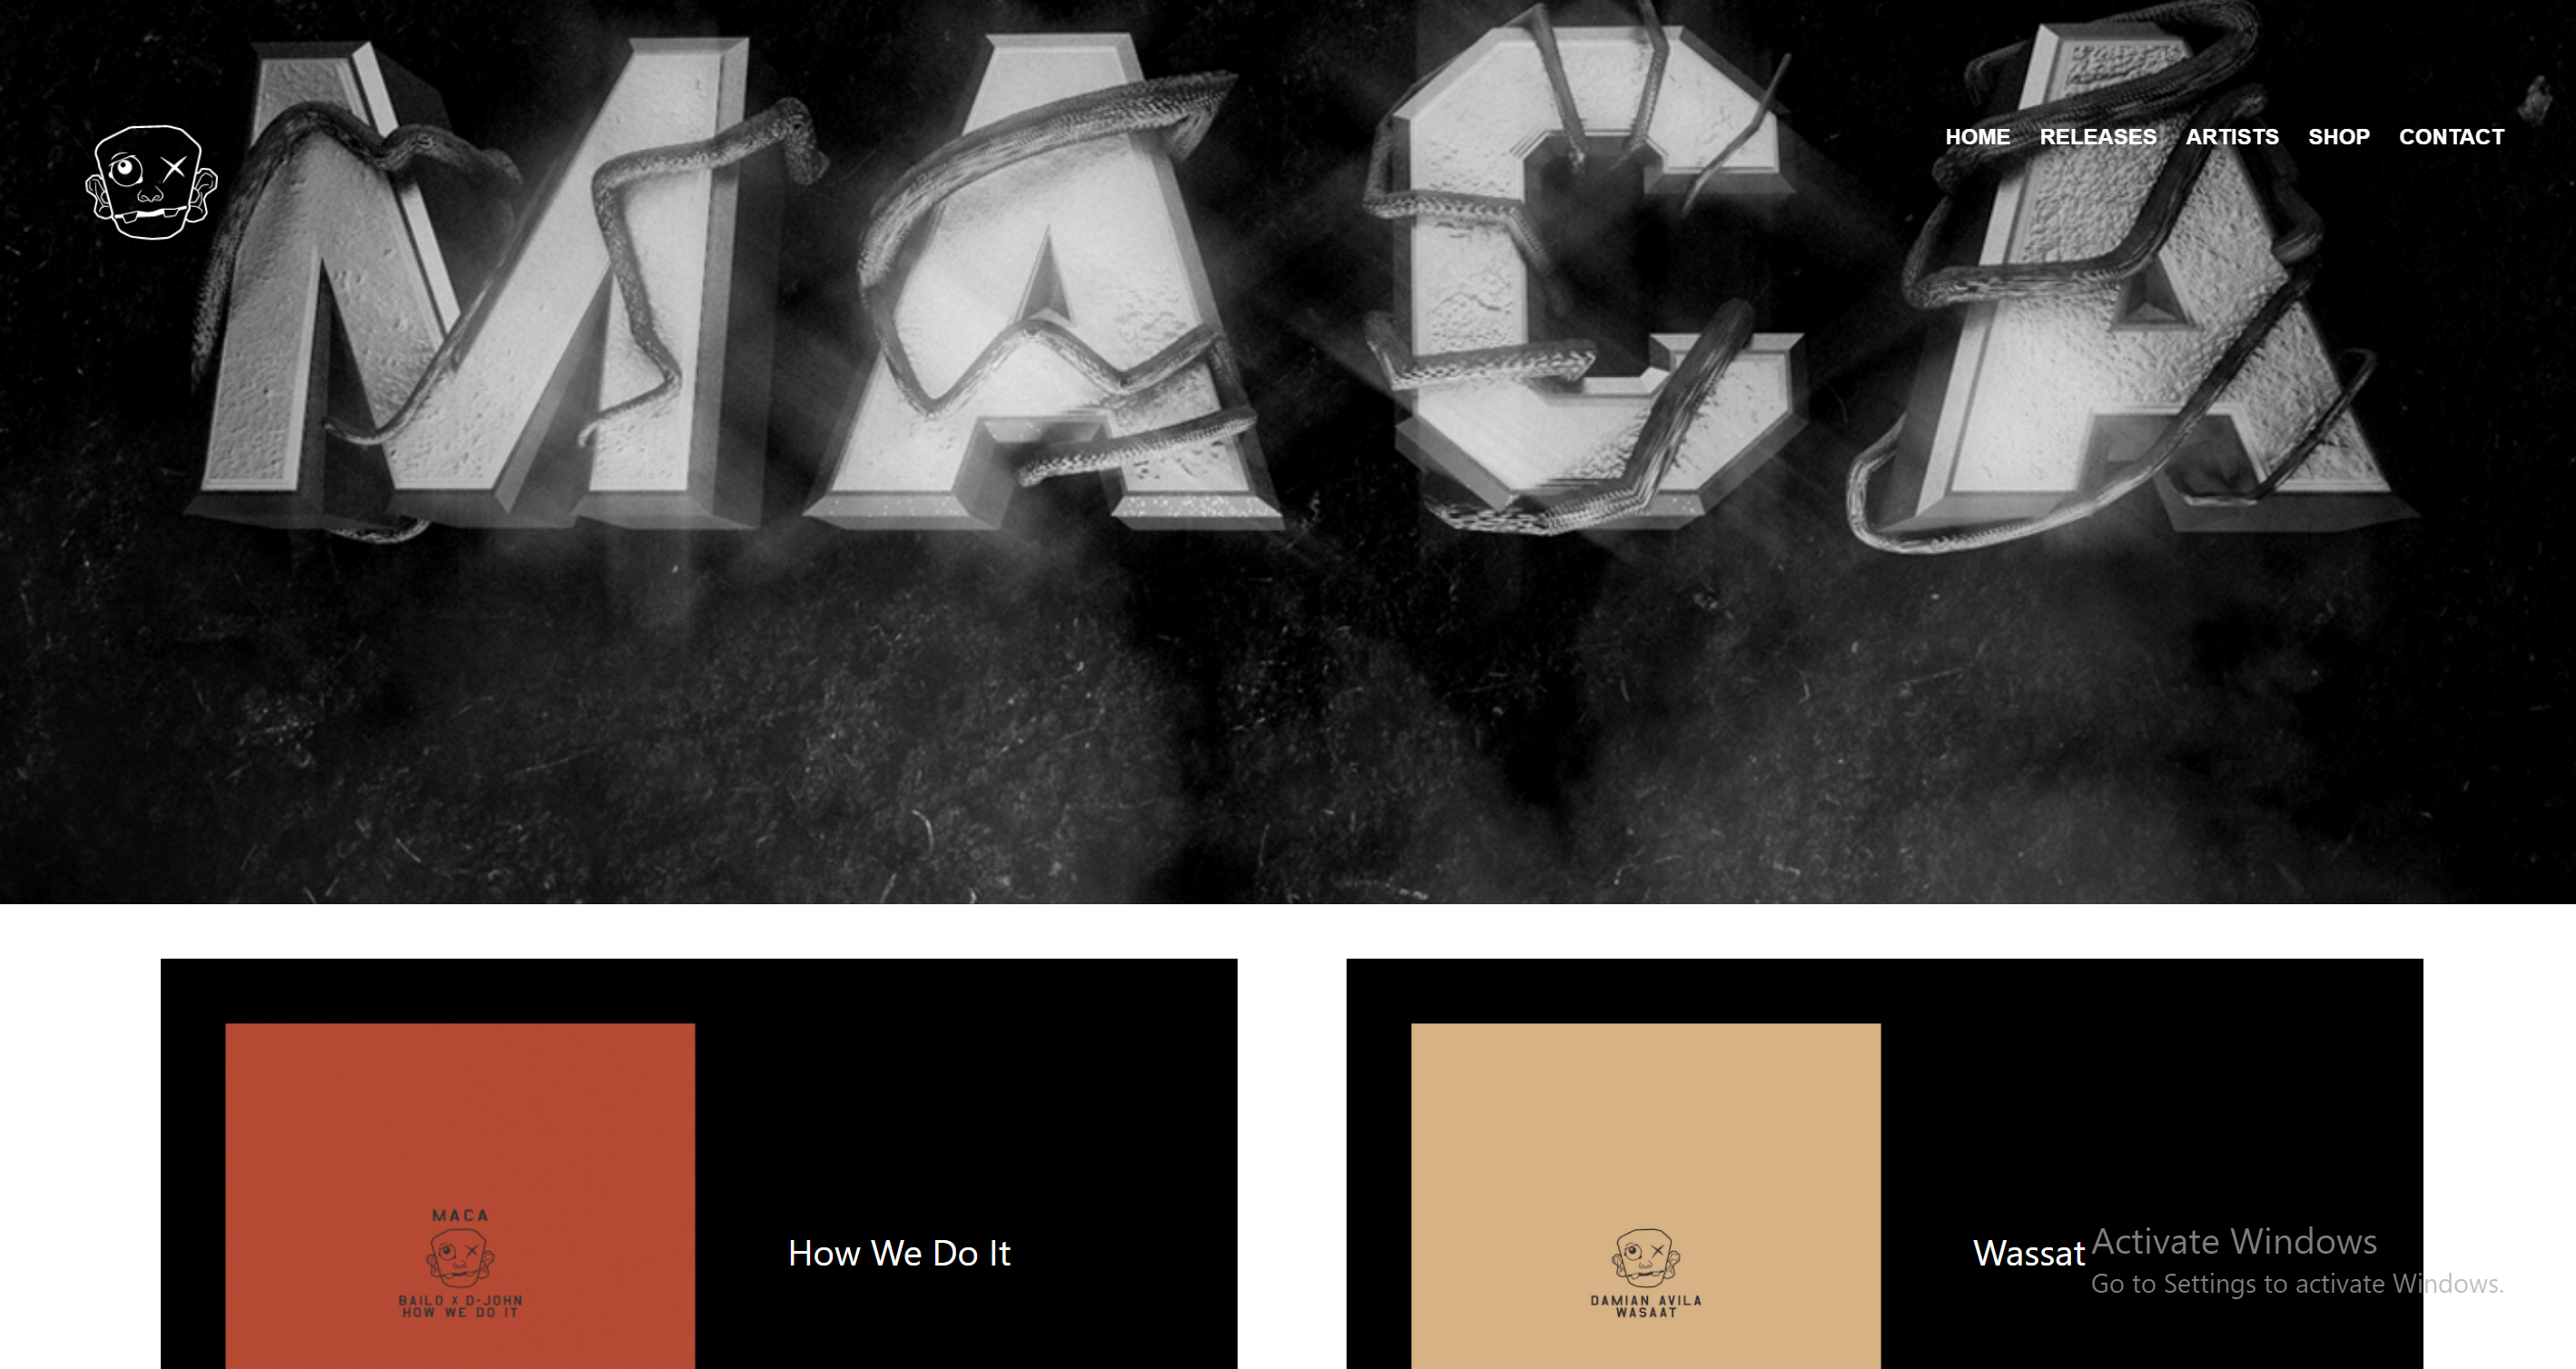 MACA
HOME RELEASES ARTISTS SHOP CONTACT
MACA
BAILO X D-JOHN
HOW WE DO IT
How We Do It
DAMIAN AVILA
WASAAT
Wassat
Activate Windows
Go to Settings to activate Windows.